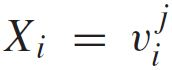 X_i = v_i^j